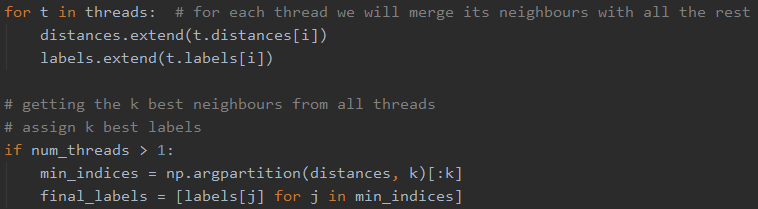 for t in threads:  # for each thread we will merge its neighbours with all the rest
    distances.extend(t.distances[i])
    labels.extend(t.labels[i])

# getting the k best neighbours from all threads
# assign k best labels
if num_threads > 1:
    min_indices = np.argpartition(distances, k)[:k]
    final_labels = [labels[j] for j in min_indices]